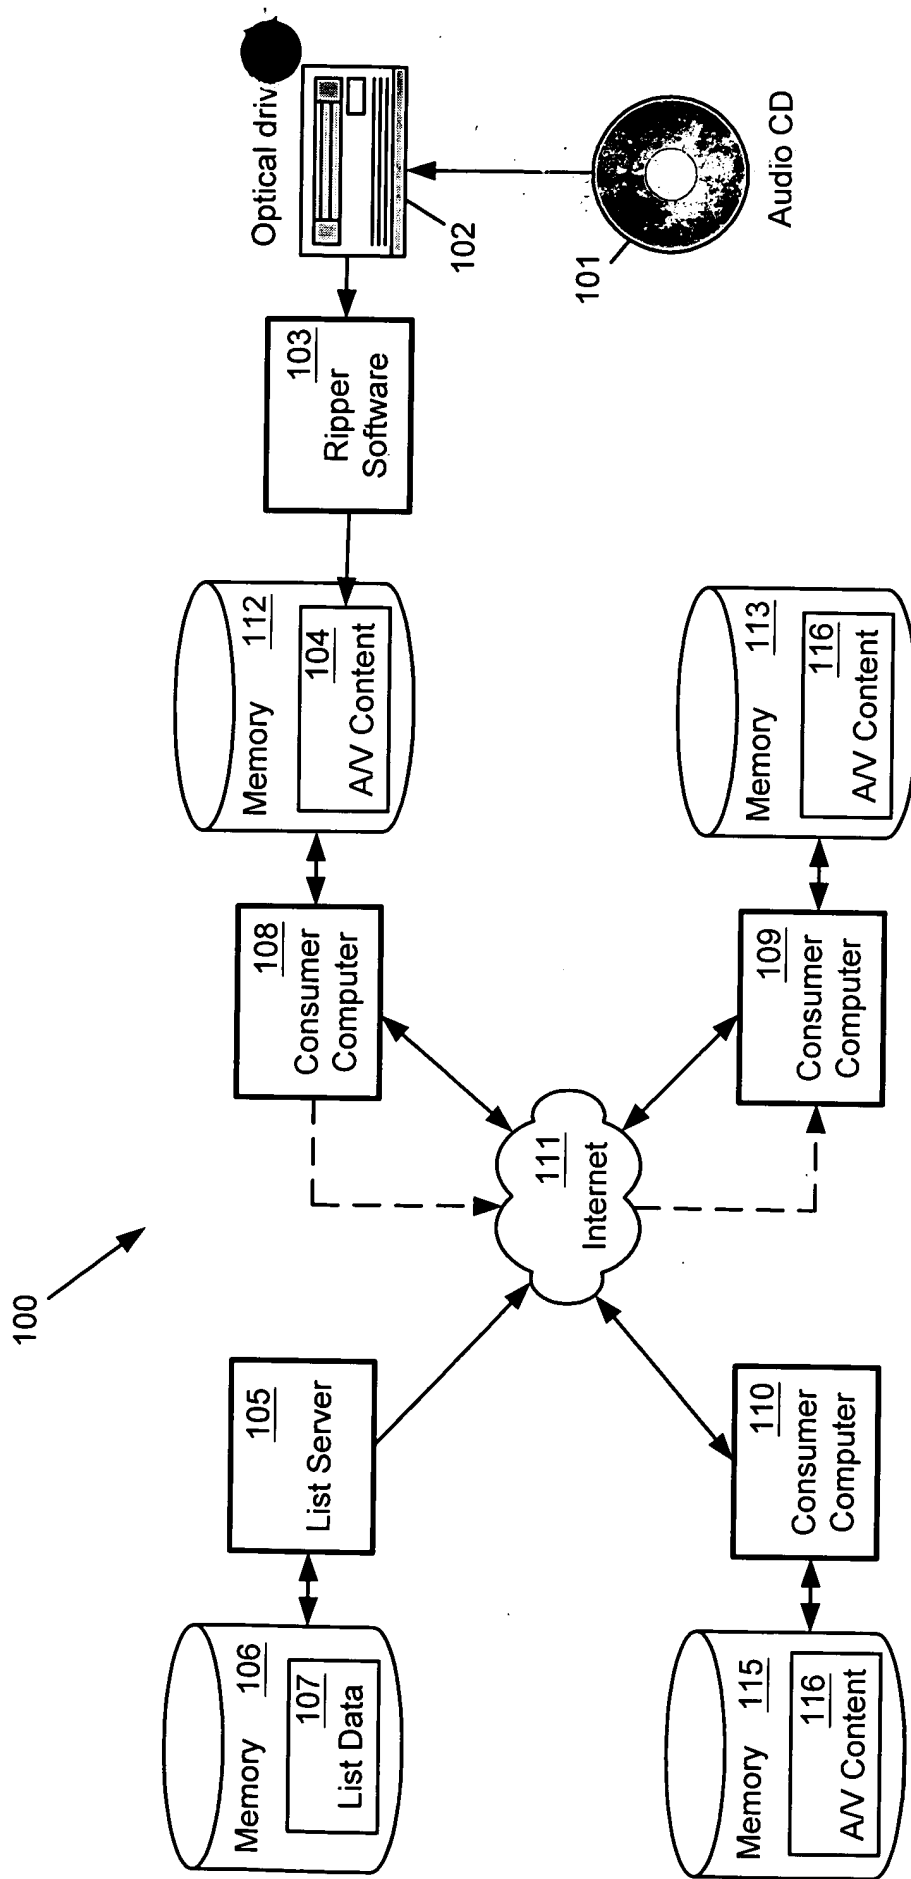 100
Memory 106
107
List Data
105
List Server
108
Consumer
Computer
Memory 112
104
A/V Content
103
Ripper
Software
Optical driv
102
111
Internet
101
Audio CD
Memory 115
116
A/V Content
110
Consumer
Computer
109
Consumer
Computer
Memory 113
116
A/V Content